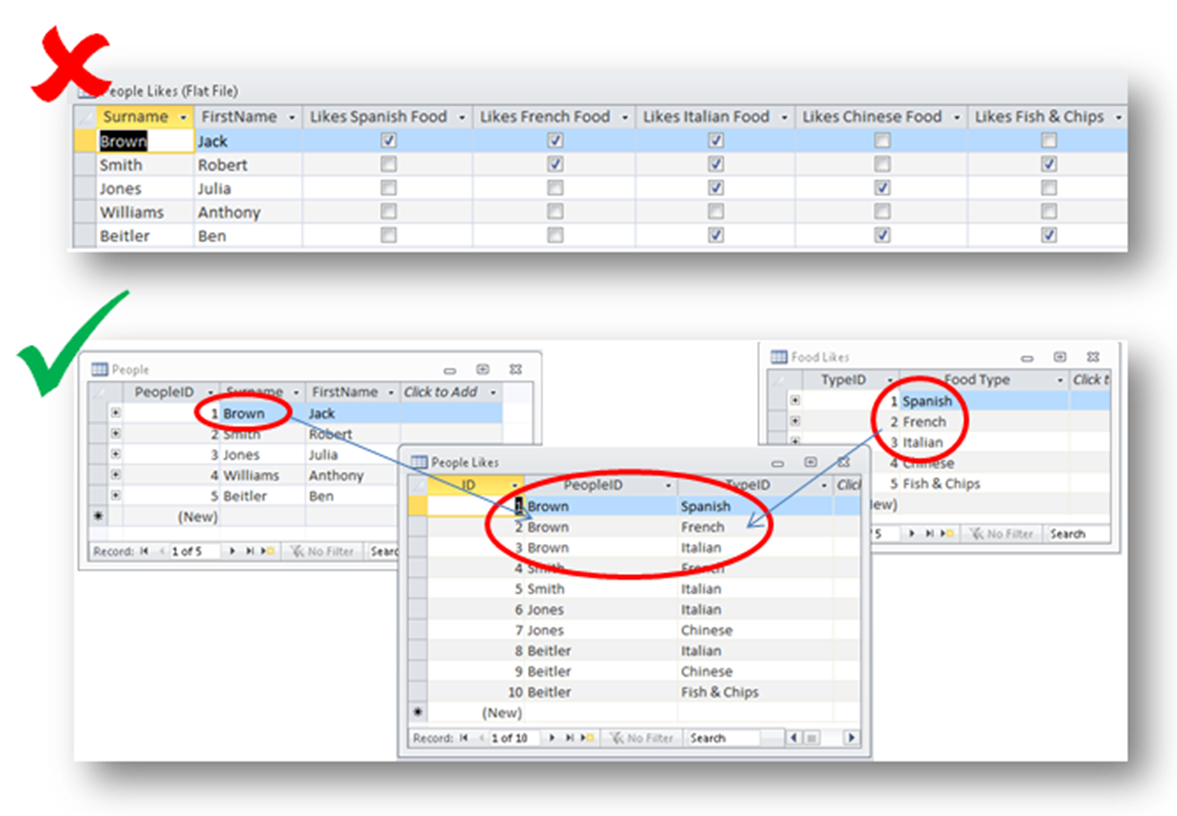 People Likes (Flat File)
Surname FirstName Likes Spanish Food Likes French Food Likes Italian Food Likes Chinese Food Likes Fish & Chips
Brown Jack
Smith Robert
Jones Julia
Williams Anthony
Beitler Ben
People
PeopleID Surname FirstName Click to Add
1 Brown Jack
2 Smith Robert
3 Jones Julia
4 Williams Anthony
5 Beitler Ben
(New)
Record: 1 of 5 No Filter Searc
Food Likes
TypeID Food Type Click t
1 Spanish
2 French
3 Italian
4 Chinese
5 Fish & Chips
ew)
5 No Filter Search
People Likes
ID PeopleID TypeID Clicl
1 Brown Spanish
2 Brown French
3 Brown Italian
4 Smith French
5 Smith Italian
6 Jones Italian
7 Jones Chinese
8 Beitler Italian
9 Beitler Chinese
10 Beitler Fish & Chips
(New)
Record: 1 of 10 No Filter Search